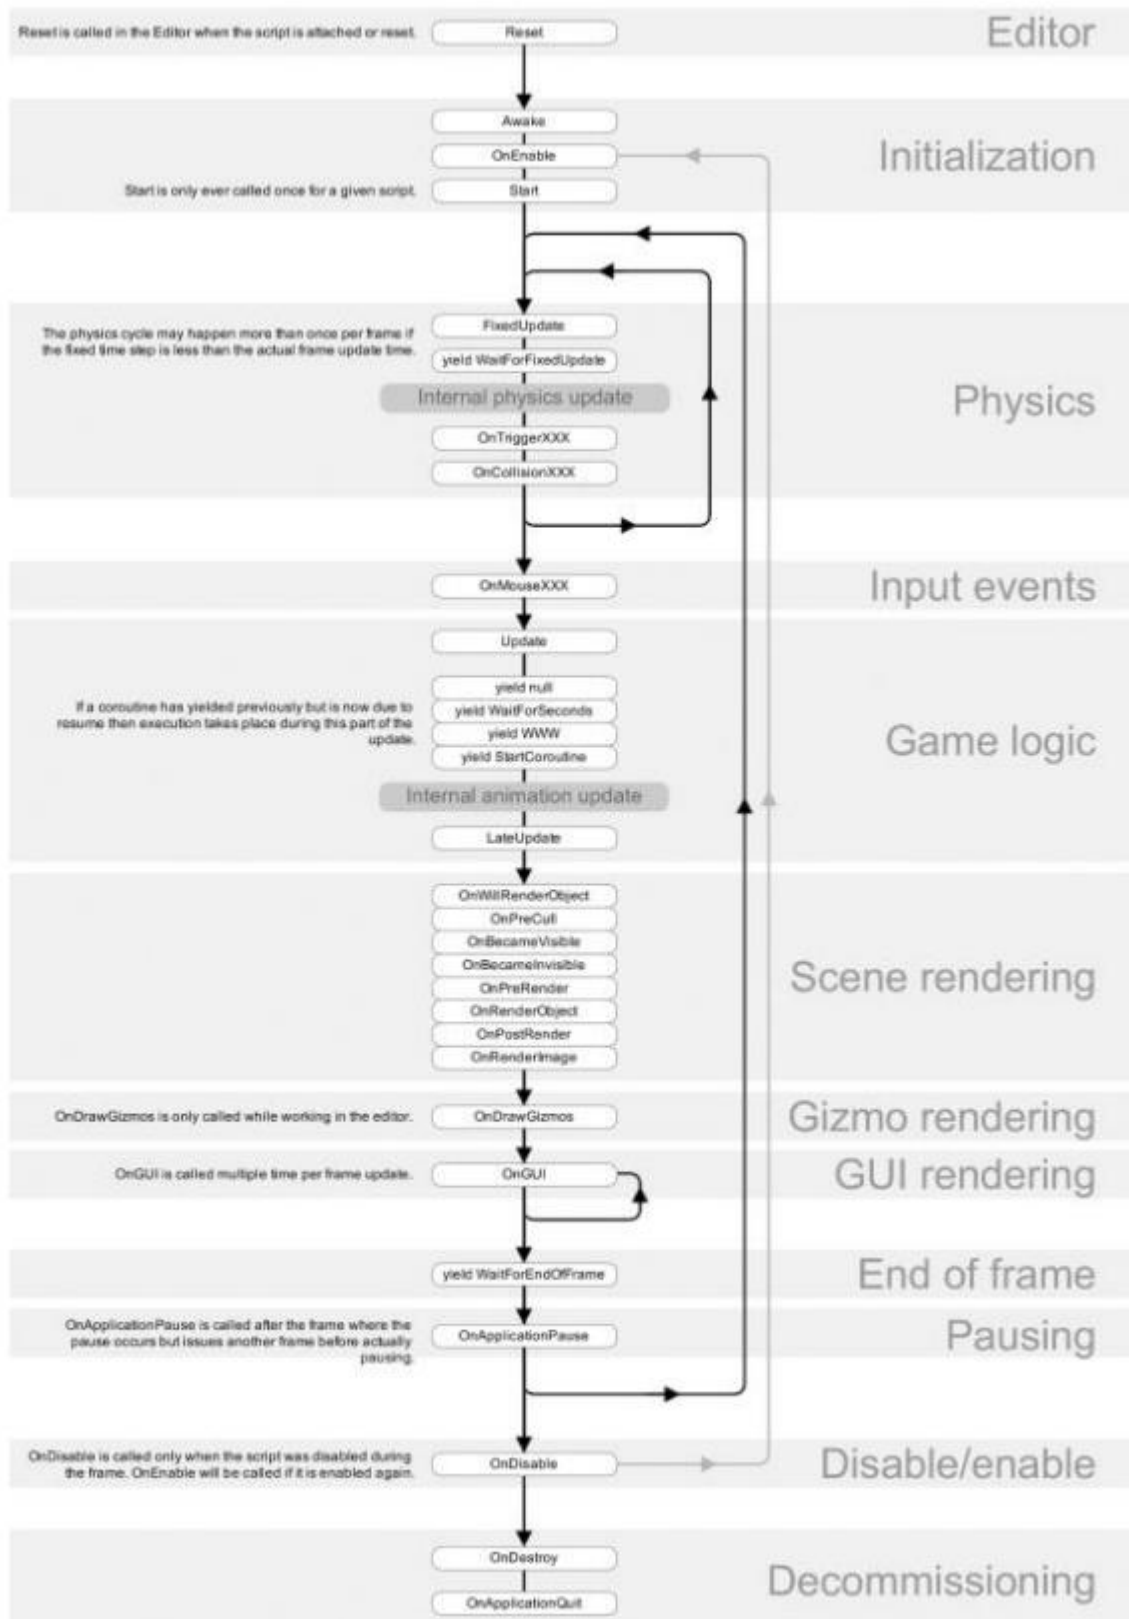 Reset is called in the Editor when the script is attached or reset.
Reset
Editor
Awake
OnEnable
Initialization
Start is only ever called once for a given script.
Start
FixedUpdate
The physics cycle may happen more than once per frame if
the fixed time step is less than the actual frame update time.
yield WaitForFixedUpdate
Internal physics update
Physics
OnTriggerXXX
OnCollisionXXX
OnMouseXXX
Input events
Update
yield null
If a coroutine has yielded previously but is now due to
resume then execution takes place during this part of the
update.
yield WaitForSeconds
yield WWW
yield StartCoroutine
Game logic
Internal animation update
LateUpdate
OnWillRenderObject
OnPreCull
OnBecameVisible
OnBecameInvisible
OnPreRender
OnRenderObject
OnPostRender
OnRenderImage
Scene rendering
OnDrawGizmos is only called while working in the editor.
OnDrawGizmos
Gizmo rendering
OnGUI is called multiple time per frame update.
OnGUI
GUI rendering
yield WaitForEndOfFrame
End of frame
OnApplicationPause is called after the frame where the
pause occurs but issues another frame before actually
pausing.
OnApplicationPause
Pausing
OnDisable is called only when the script was disabled during
the frame. OnEnable will be called if it is enabled again.
OnDisable
Disable/enable
OnDestroy
OnApplicationQuit
Decommissioning